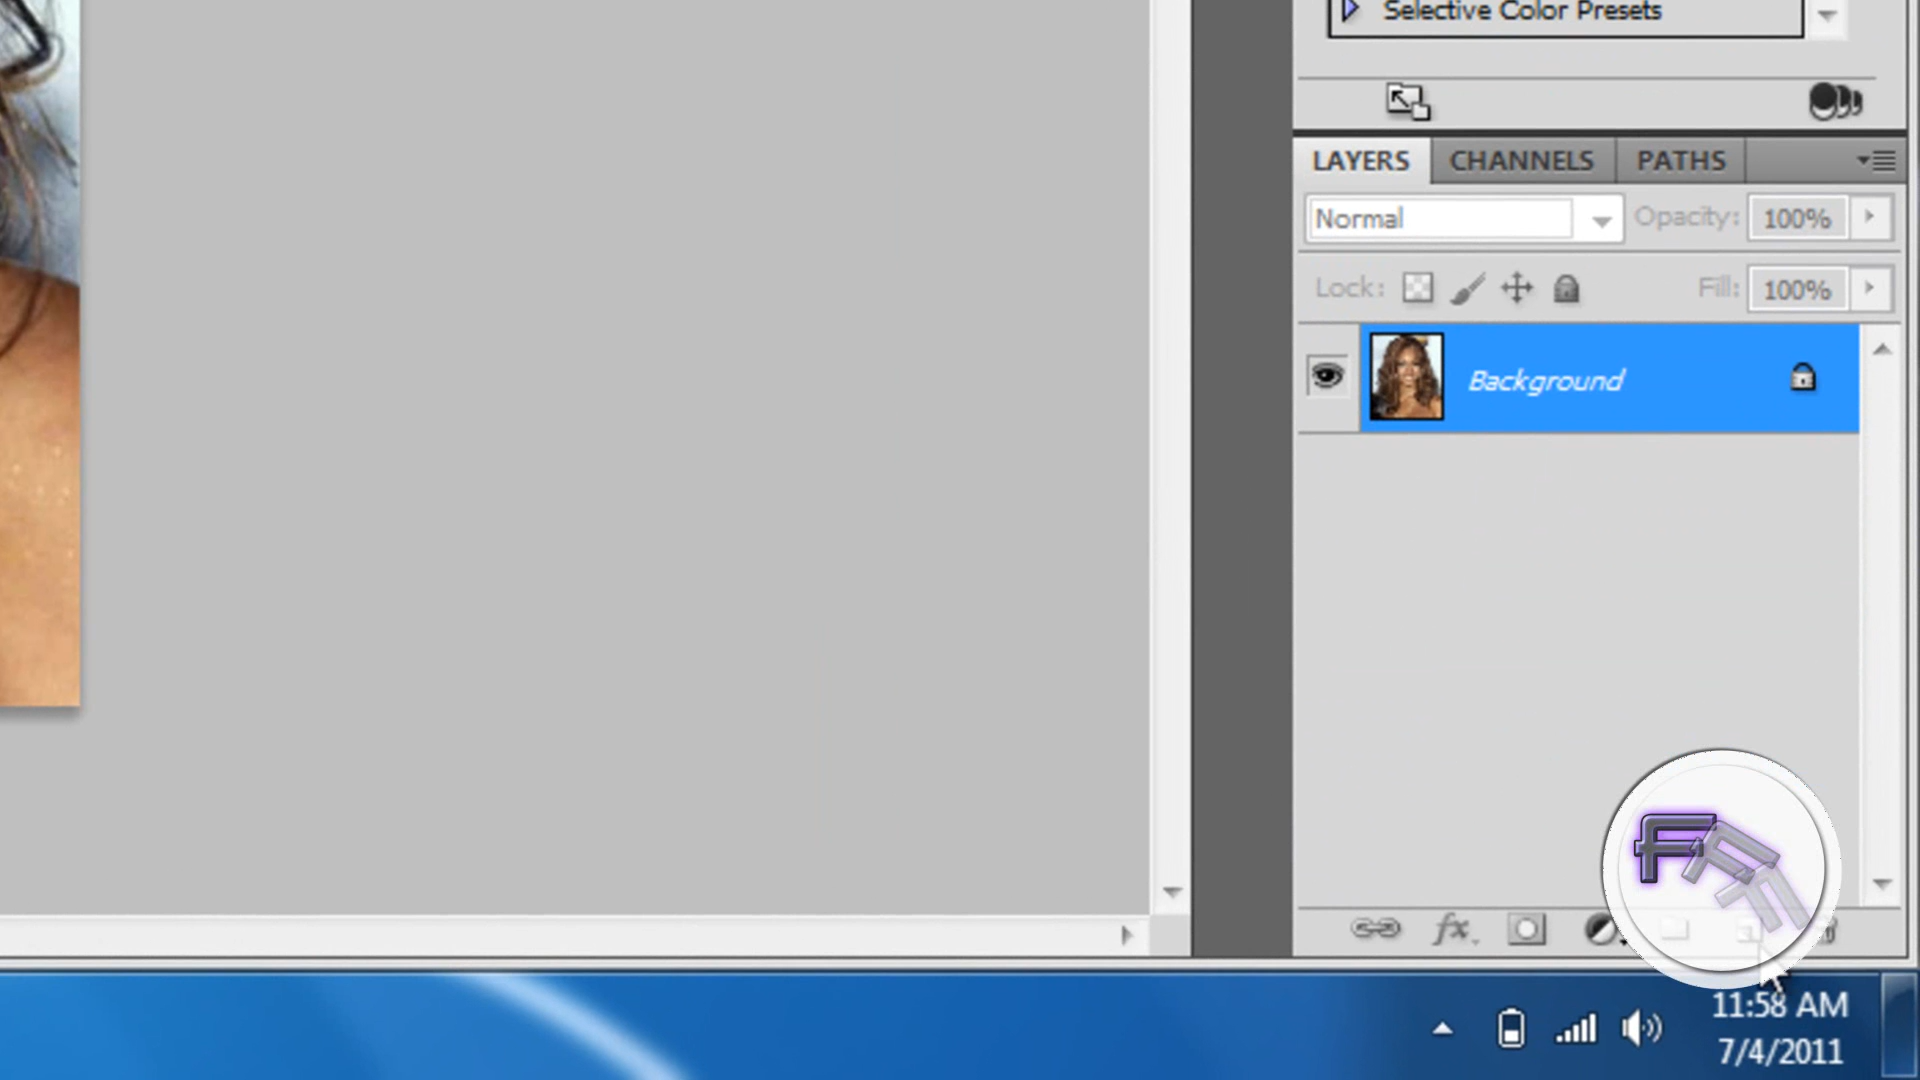 Selective Color Presets
LAYERS CHANNELS PATHS
Normal Opacity: 100%
Lock: Fill: 100%
Background
fx
FFF
11:58 AM
7/4/2011